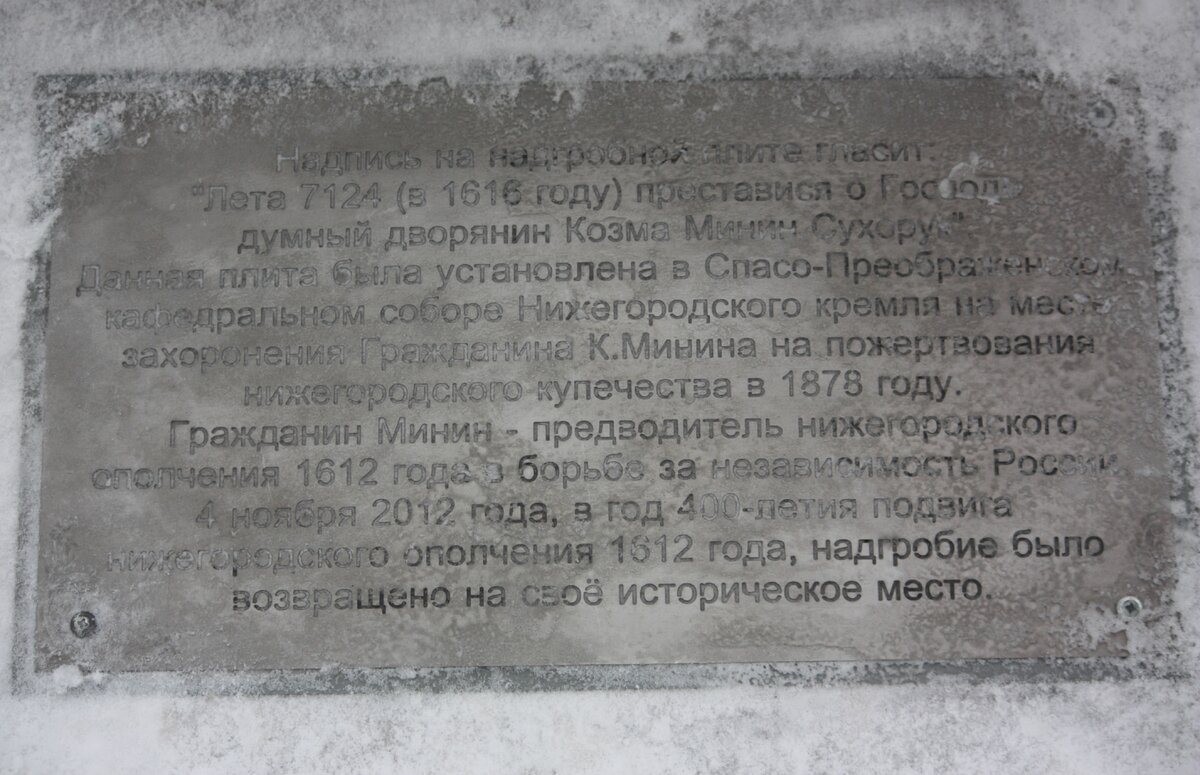 Надпись на надгробной плите гласит:
"Лета 7124 (в 1616 году) преставися о Господе
думный дворянин Козма Минин Сухорук"
Данная плита была установлена в Спасо-Преображенском
кафедральном соборе Нижегородского кремля на месте
захоронения Гражданина К.Минина на пожертвования
нижегородского купечества в 1878 году.
Гражданин Минин - предводитель нижегородского
ополчения 1612 года в борьбе за независимость России.
4 ноября 2012 года, в год 400-летия подвига
нижегородского ополчения 1612 года, надгробие было
возвращено на своё историческое место.